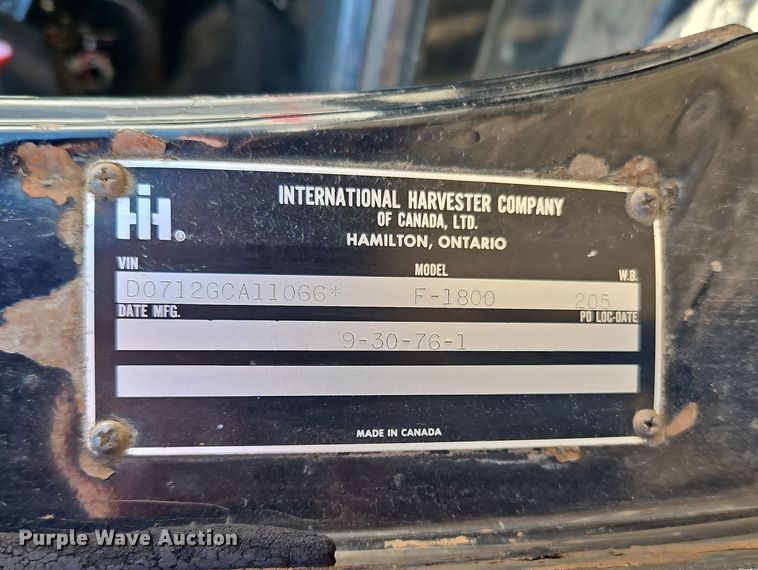 IH® INTERNATIONAL HARVESTER COMPANY
OF CANADA, LTD.
HAMILTON, ONTARIO
VIN MODEL W.B.
D0712GCA11066* F-1800 205
DATE MFG. PD LOC-DATE
9-30-76-1
MADE IN CANADA
Purple Wave Auction